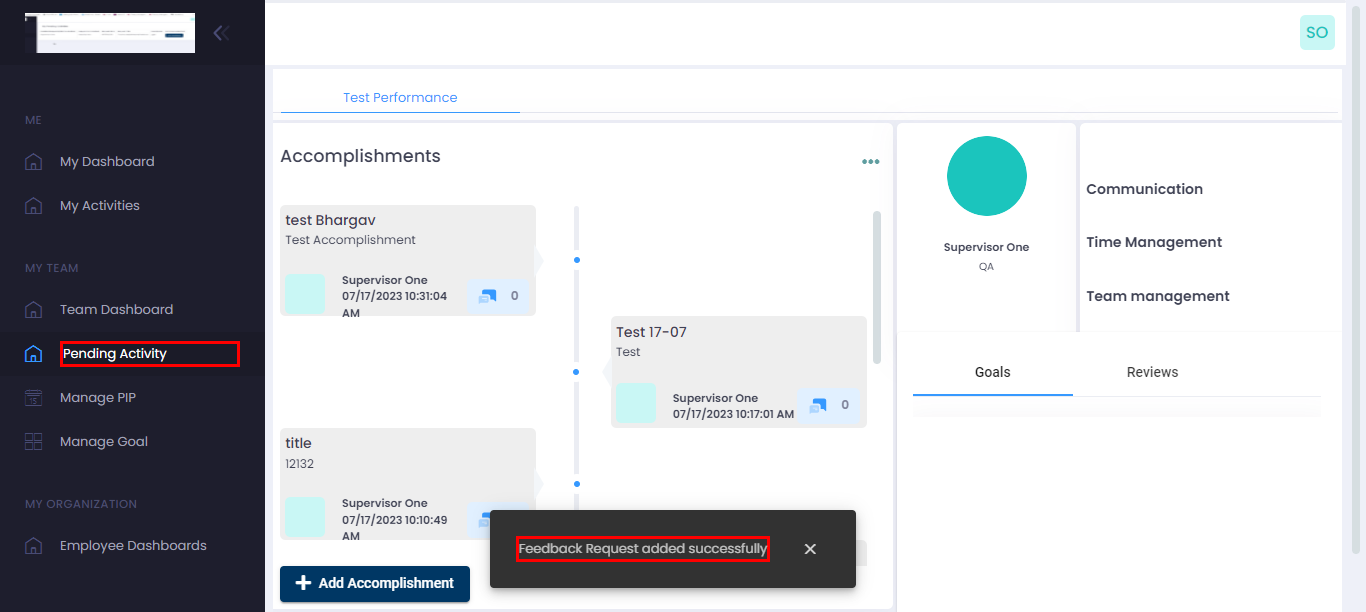 SO
ME
My Dashboard
My Activities
MY TEAM
Team Dashboard
Pending Activity
15
Manage PIP
Manage Goal
MY ORGANIZATION
Employee Dashboards
Test Performance
Accomplishments
test Bhargav
Test Accomplishment
Supervisor One
07/17/2023 10:31:04
AM
0
Test 17-07
Test
Supervisor One
07/17/2023 10:17:01 AM
0
title
12132
Supervisor One
07/17/2023 10:10:49
AM
Add Accomplishment
Feedback Request added successfully
Supervisor One
QA
Communication
Time Management
Team management
Goals
Reviews